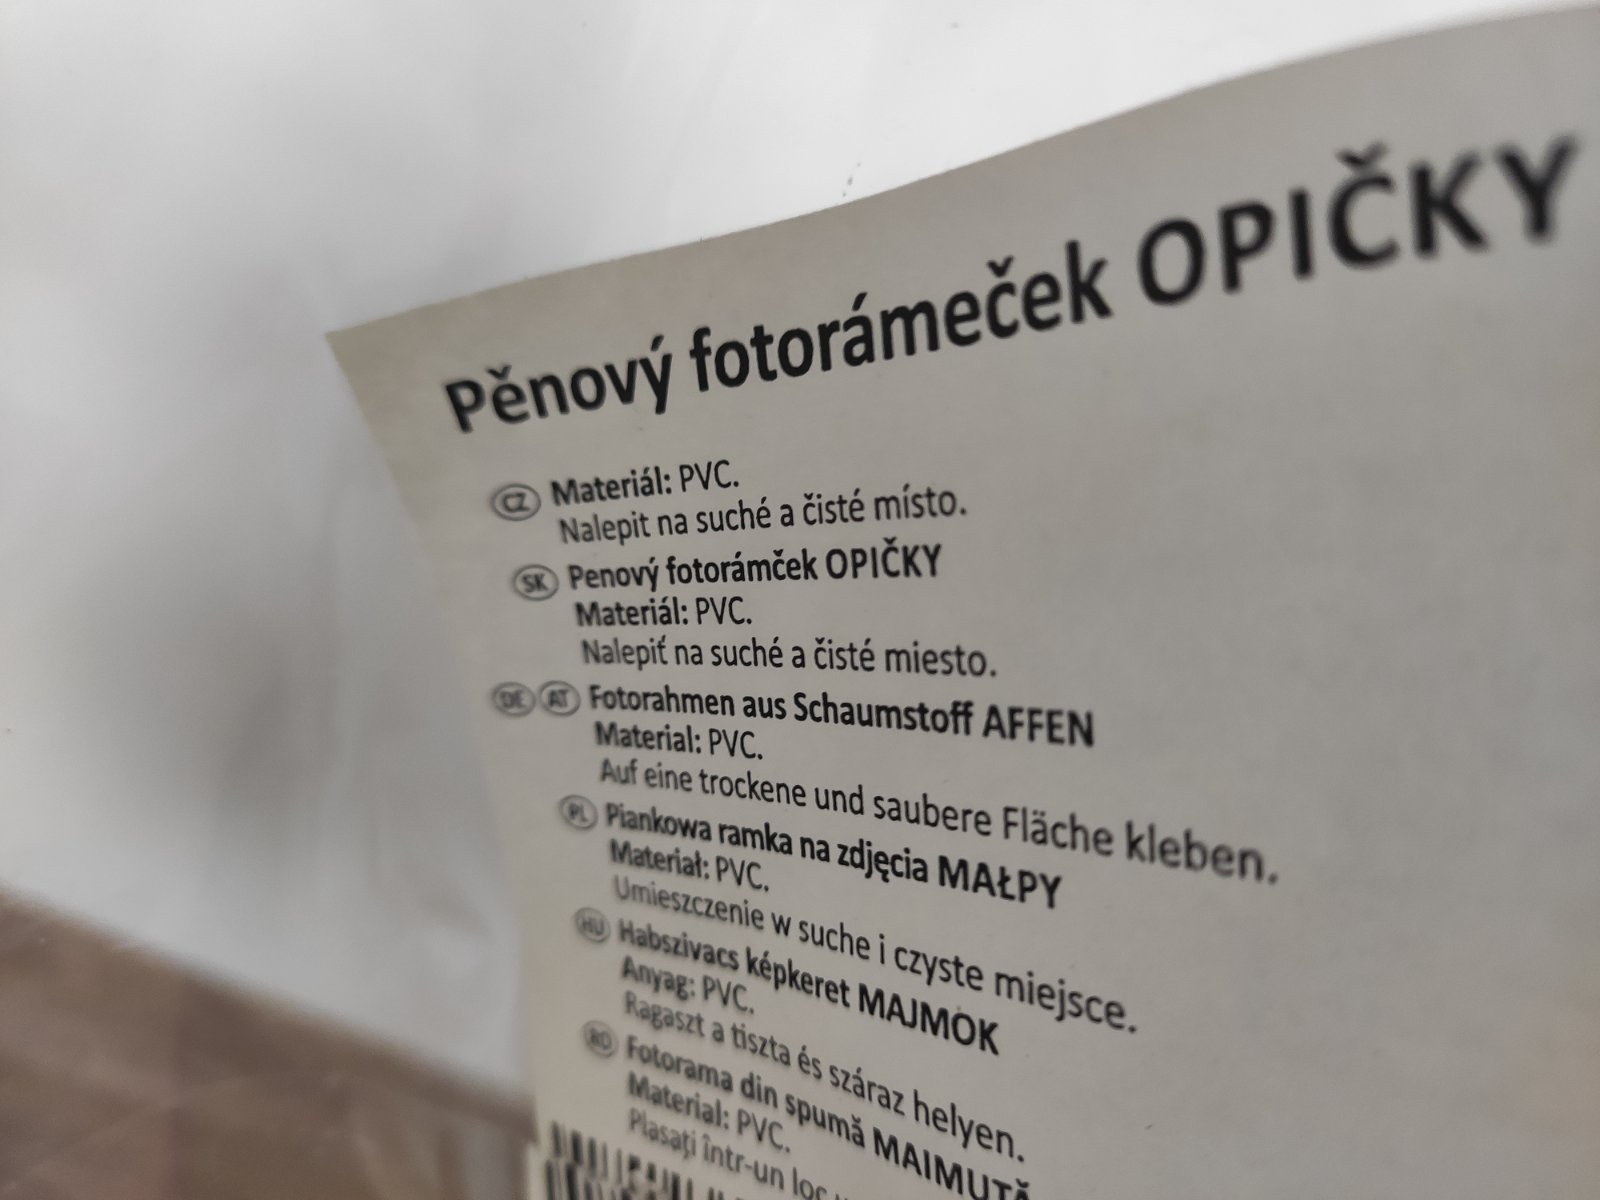 Pěnový fotorámeček OPIČKY
CZ Materiál: PVC.
Nalepit na suché a čisté místo.
SK Penový fotorámček OPIČKY
Materiál: PVC.
Nalepiť na suché a čisté miesto.
DE AT Fotorahmen aus Schaumstoff AFFEN
Material: PVC.
Auf eine trockene und saubere Fläche kleben.
PL Piankowa ramka na zdjęcia MAŁPY
Materiał: PVC.
Umieszczenie w suche i czyste miejsce.
HU Habszivacs képkeret MAJMOK
Anyag: PVC.
Ragaszt a tiszta és száraz helyen.
RO Fotorama din spumă MAIMUTĂ
Material: PVC.
Plasați într-un loc